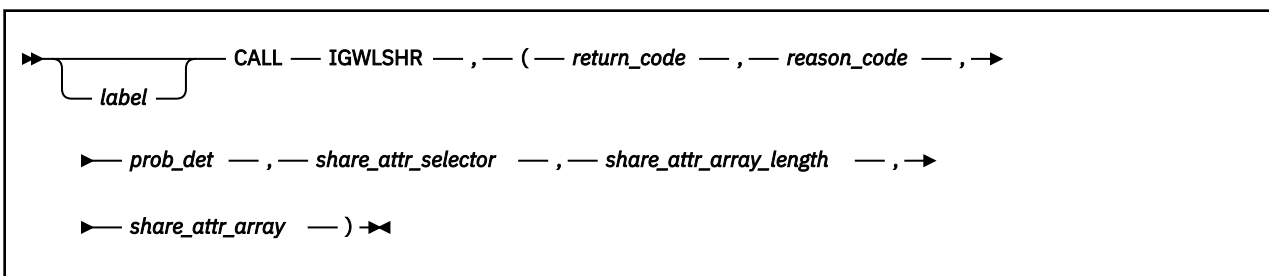 CALL IGWLSHR , ( return_code , reason_code ,
label
prob_det , share_attr_selector , share_attr_array_length ,
share_attr_array )